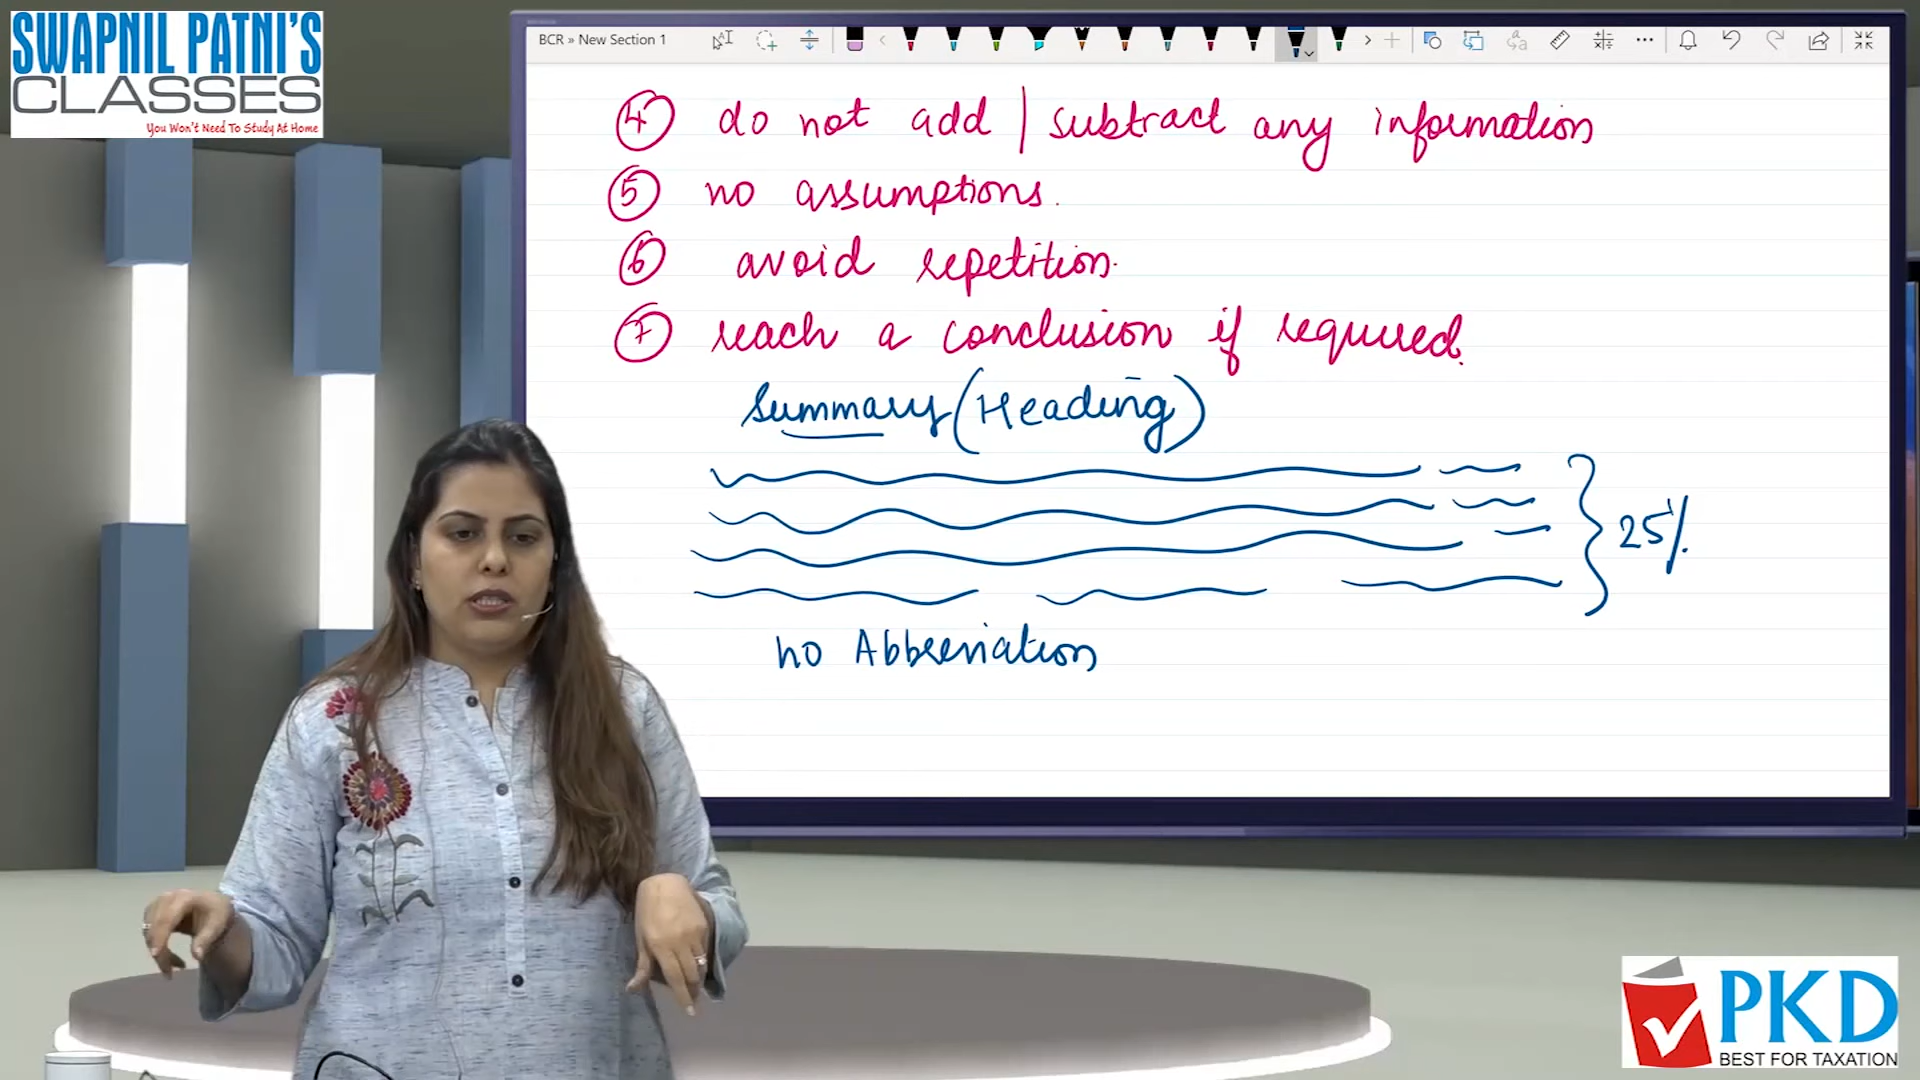 SWAPNIL PATNI'S
CLASSES
You Won't Need To Study At Home
BCR » New Section 1
④ do not add | subtract any information
⑤ no assumptions.
⑥ avoid repetition.
⑦ reach a conclusion if required.
Summary (Heading)
25%
no Abbreviation
PKD
BEST FOR TAXATION